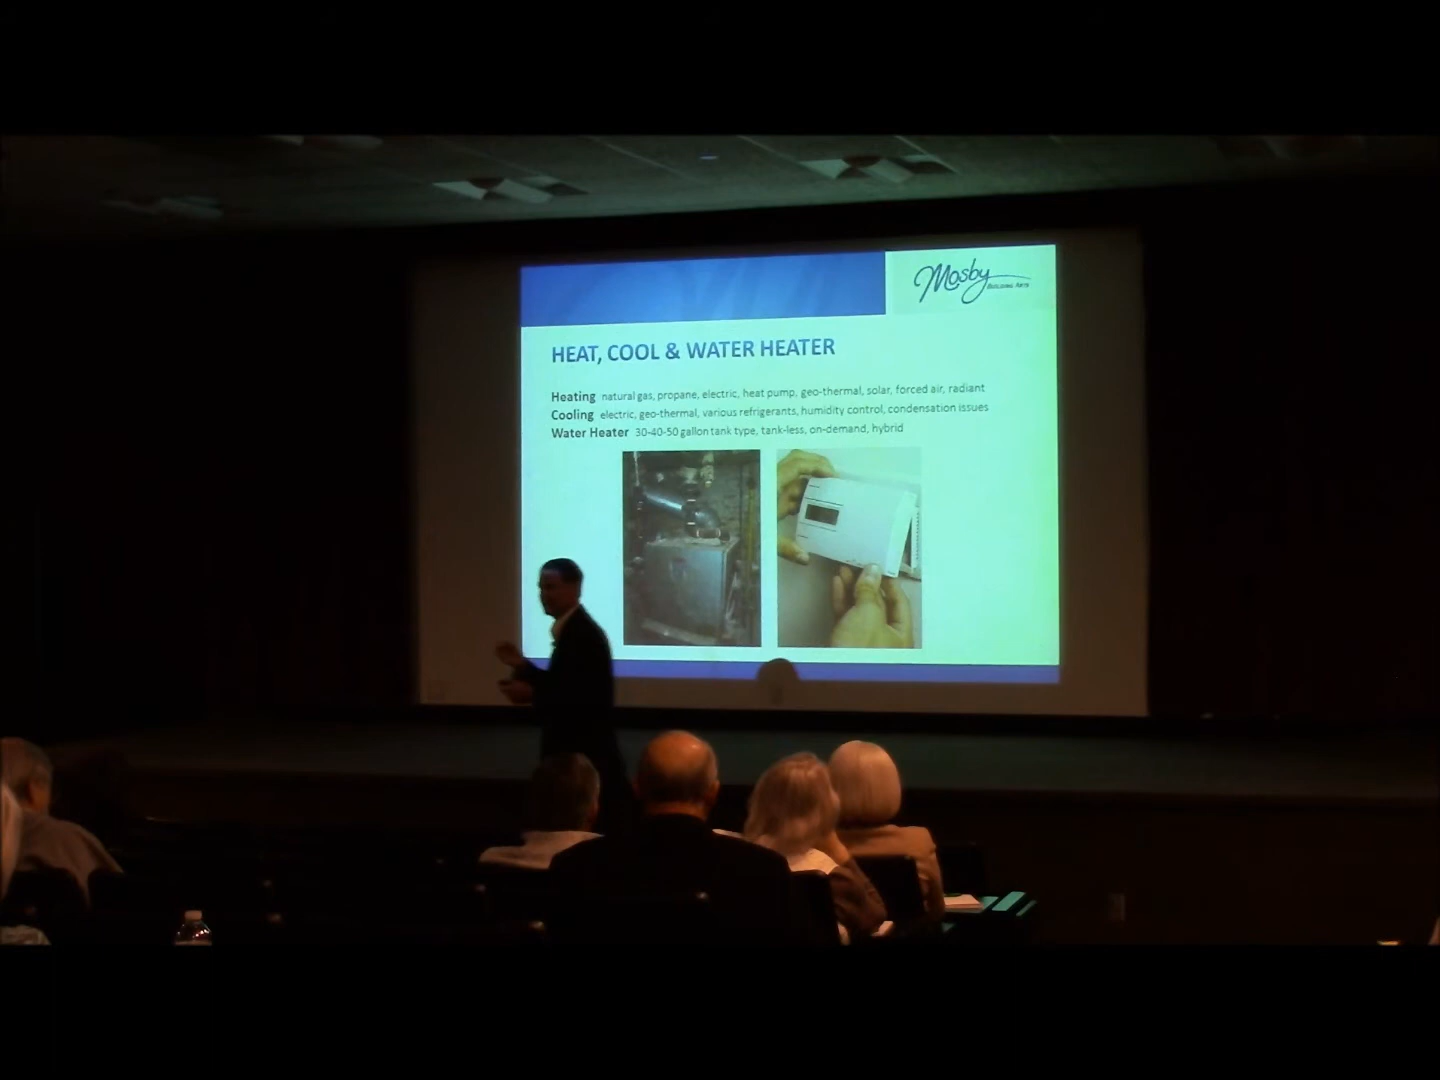 Mosby
BUILDING ARTS
HEAT, COOL & WATER HEATER
Heating natural gas, propane, electric, heat pump, geo-thermal, solar, forced air, radiant
Cooling electric, geo-thermal, various refrigerants, humidity control, condensation issues
Water Heater 30-40-50 gallon tank type, tank-less, on-demand, hybrid